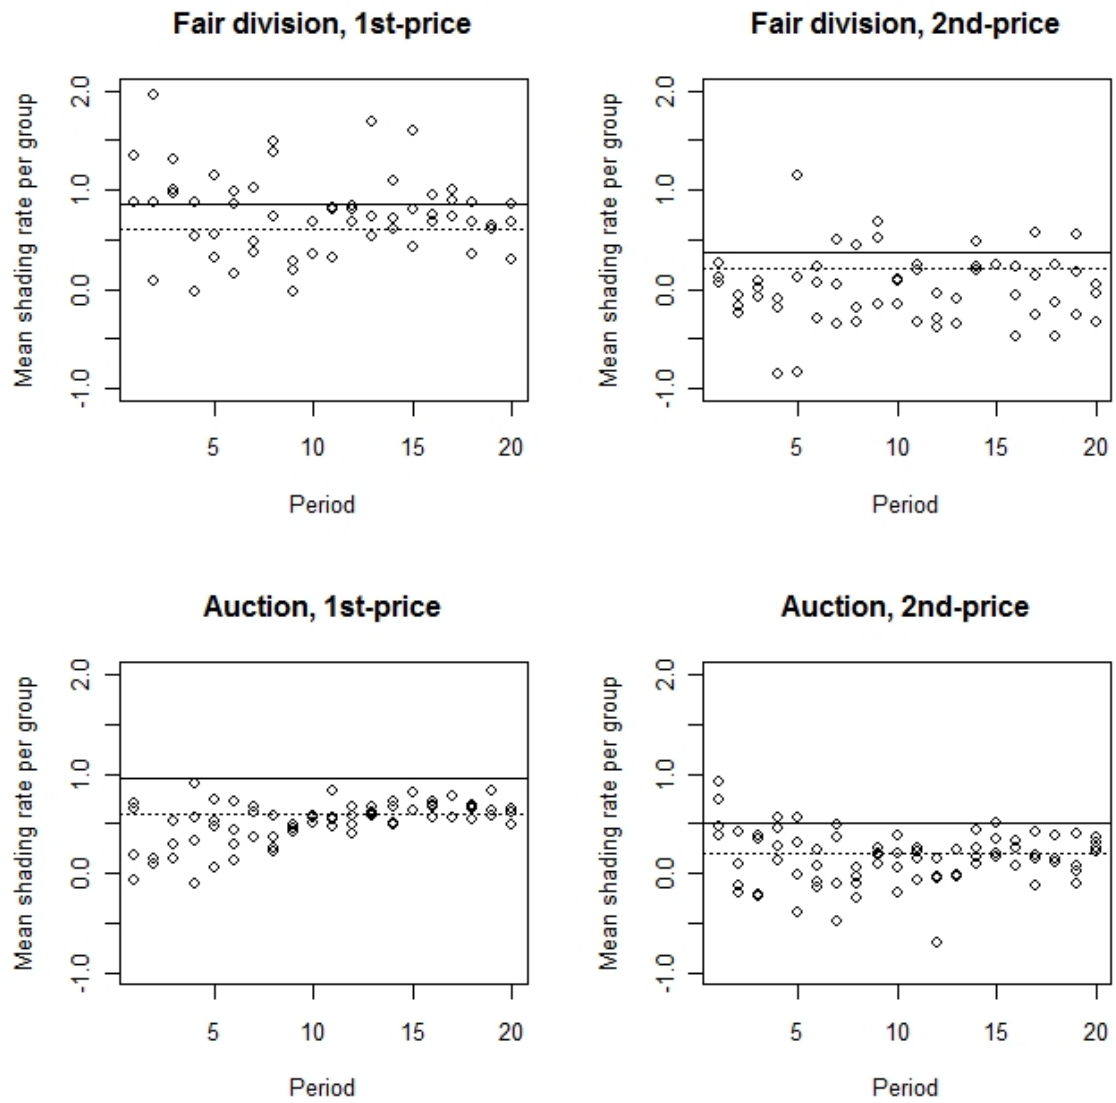 Fair division, 1st-price
Mean shading rate per group
2.0
1.0
0.0
-1.0
5 10 15 20
Period
Fair division, 2nd-price
Mean shading rate per group
2.0
1.0
0.0
-1.0
5 10 15 20
Period
Auction, 1st-price
Mean shading rate per group
2.0
1.0
0.0
-1.0
5 10 15 20
Period
Auction, 2nd-price
Mean shading rate per group
2.0
1.0
0.0
-1.0
5 10 15 20
Period